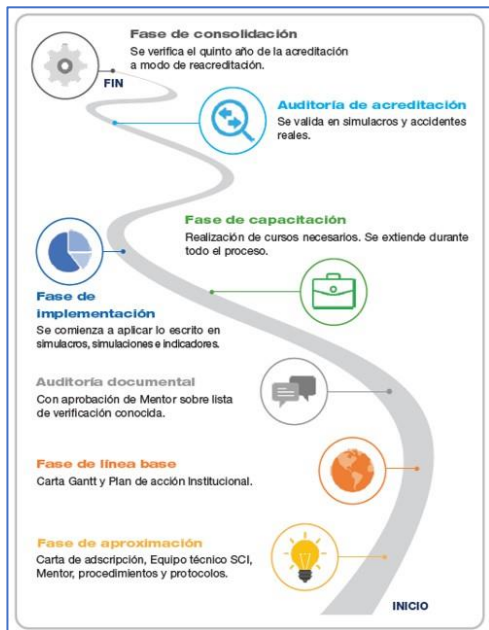 Fase de consolidación
Se verifica el quinto año de la acreditación
a modo de reacreditación.
FIN
Auditoría de acreditación
Se valida en simulacros y accidentes
reales.
Fase de capacitación
Realización de cursos necesarios. Se extiende durante
todo el proceso.
Fase de
implementación
Se comienza a aplicar lo escrito en
simulacros, simulaciones e indicadores.
Auditoría documental
Con aprobación de Mentor sobre lista
de verificación conocida.
Fase de línea base
Carta Gantt y Plan de acción Institucional.
Fase de aproximación
Carta de adscripción, Equipo técnico SCI,
Mentor, procedimientos y protocolos.
INICIO